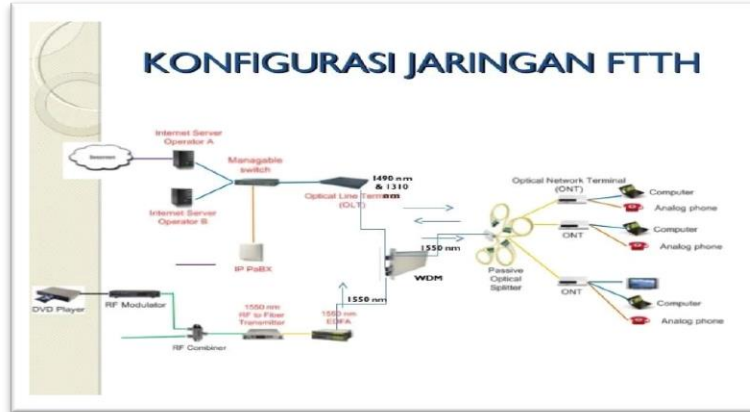 KONFIGURASI JARINGAN FTTH
Internet Server
Operator A
Internet
Managable
switch
1490 nm
& 1310
nm
Optical Line Terminal
(OLT)
Internet Server
Operator B
IP PaBX
Optical Network Terminal
(ONT)
Computer
Analog phone
Computer
ONT
Analog phone
1550 nm
WDM
Passive
Optical
Splitter
ONT
Computer
Analog phone
1550 nm
DVD Player
RF Modulator
1550 nm
RF to Fiber
Transmitter
1550 nm
EDFA
RF Combiner